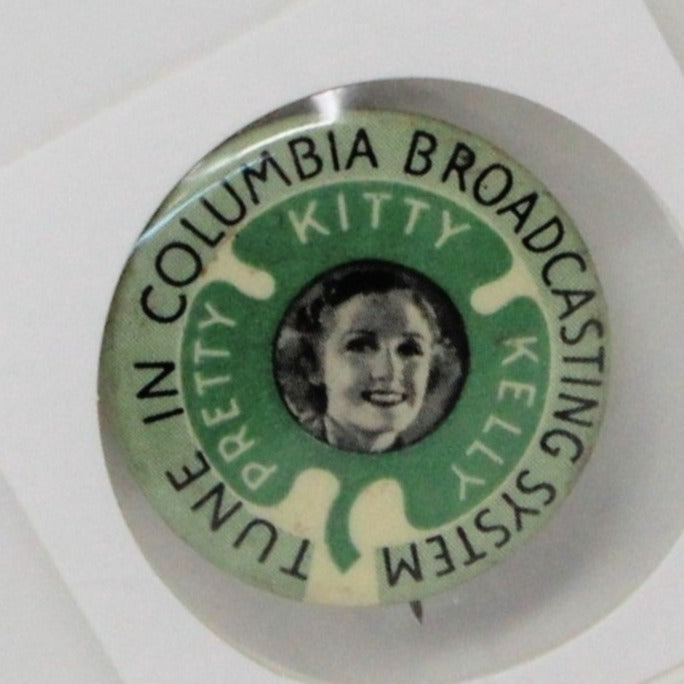 TUNE IN COLUMBIA BROADCASTING SYSTEM
PRETTY KITTY KELLY